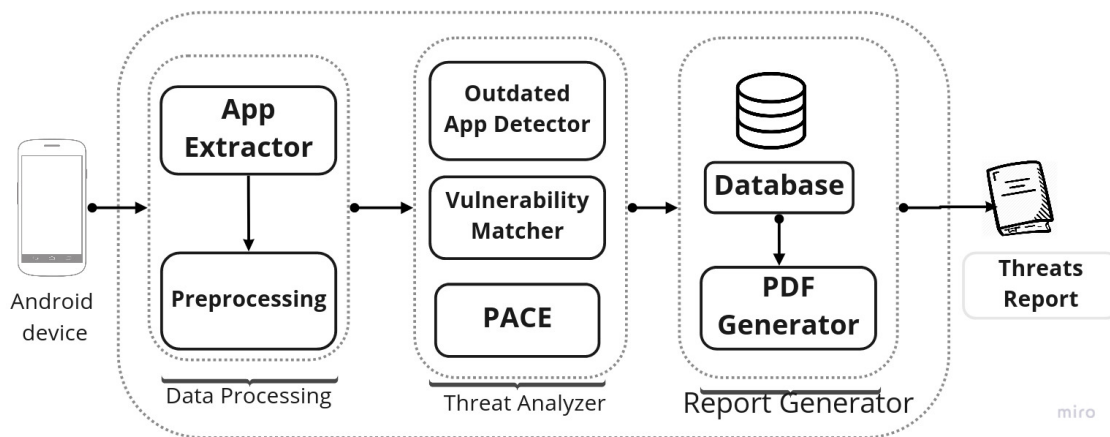 Android
device
App
Extractor
Preprocessing
Data Processing
Outdated
App Detector
Vulnerability
Matcher
PACE
Threat Analyzer
Database
PDF
Generator
Report Generator
Threats
Report
miro